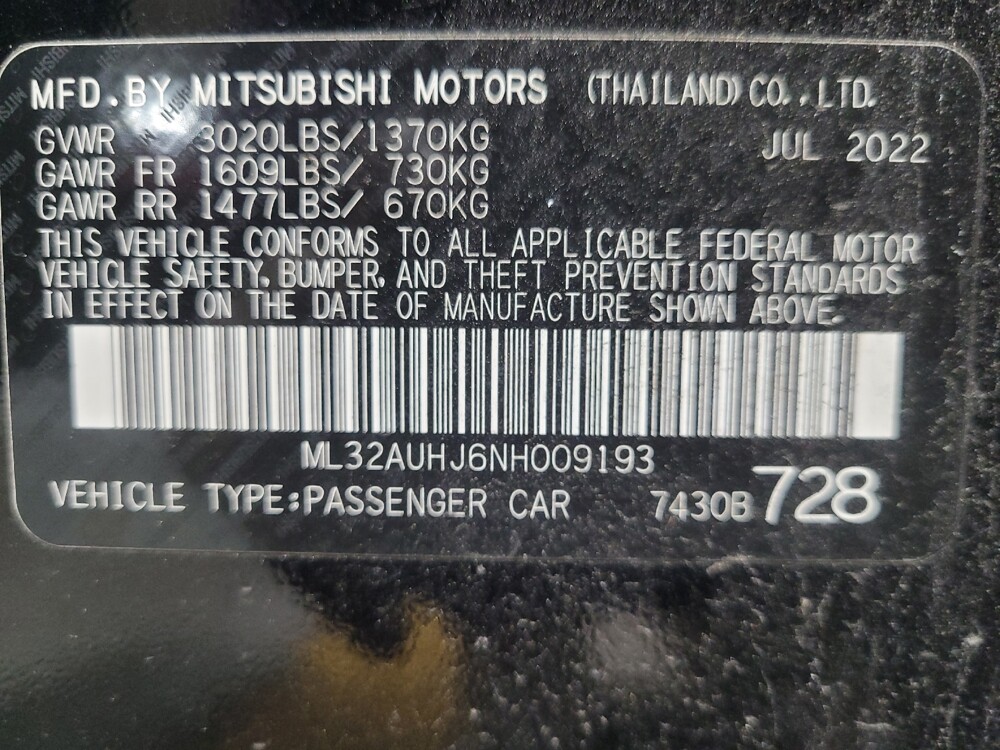 MFD.BY MITSUBISHI MOTORS (THAILAND) CO.,LTD.
GVWR 3020LBS/1370KG JUL 2022
GAWR FR 1609LBS/ 730KG
GAWR RR 1477LBS/ 670KG
THIS VEHICLE CONFORMS TO ALL APPLICABLE FEDERAL MOTOR
VEHICLE SAFETY, BUMPER, AND THEFT PREVENTION STANDARDS
IN EFFECT ON THE DATE OF MANUFACTURE SHOWN ABOVE.
ML32AUHJ6NH009193
VEHICLE TYPE:PASSENGER CAR 7430B 728